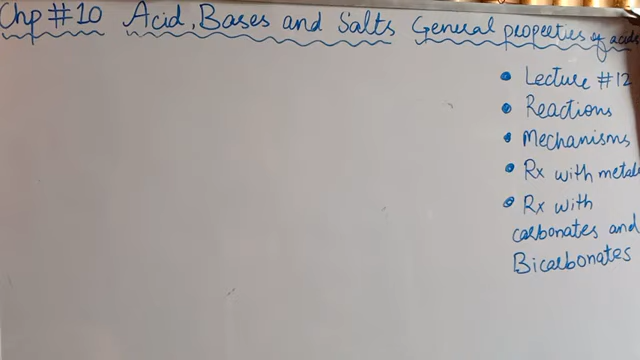 Chp #10 Acid, Bases and Salts General properties of acids
• Lecture #12
• Reactions
• Mechanisms
• Rx with metals
• Rx with
carbonates and
Bicarbonates